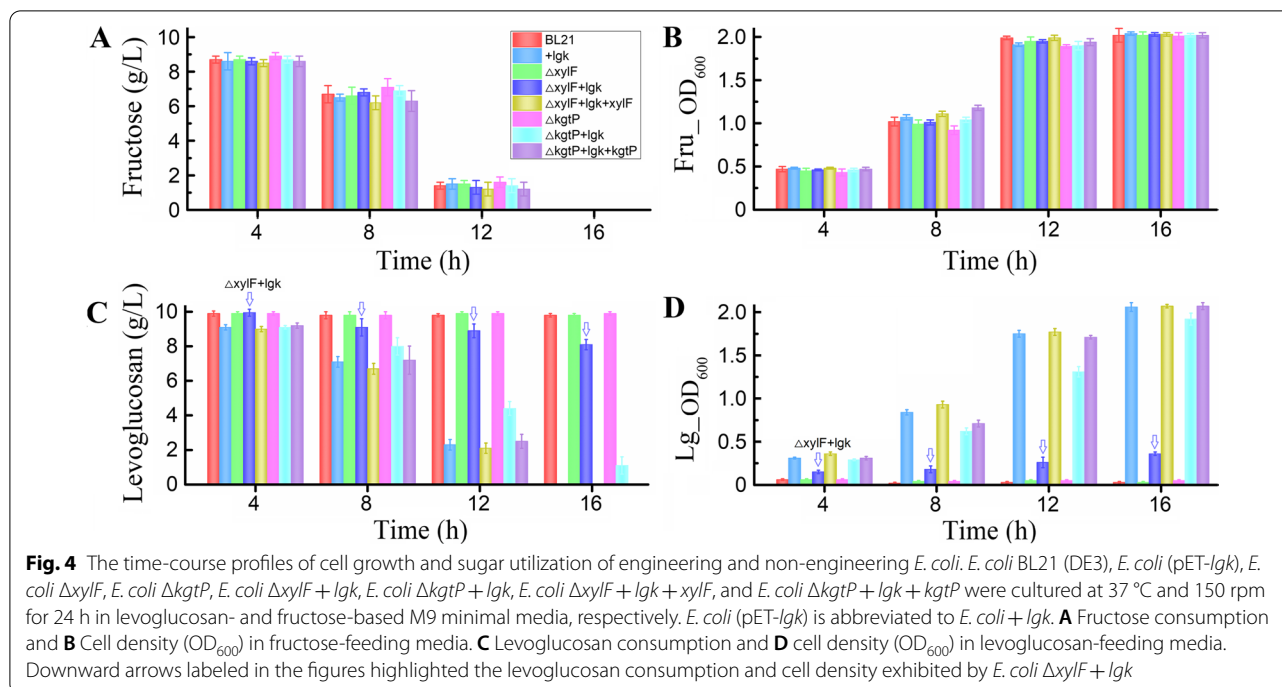 A
Fructose (g/L)
10
8
6
4
2
0
4 8 12 16
Time (h)
BL21
+lgk
△xylF
△xylF+lgk
△xylF+lgk+xylF
△kgtP
△kgtP+lgk
△kgtP+lgk+kgtP
B
Fru_OD600
2.0
1.5
1.0
0.5
0
4 8 12 16
Time (h)
C
Levoglucosan (g/L)
△xylF+lgk
10
8
6
4
2
0
4 8 12 16
Time (h)
D
Lg_OD600
2.0
1.5
1.0
0.5
0
△xylF+lgk
4 8 12 16
Time (h)
Fig. 4 The time-course profiles of cell growth and sugar utilization of engineering and non-engineering E. coli. E. coli BL21 (DE3), E. coli (pET-lgk), E.
coli ΔxylF, E. coli ΔkgtP, E. coli ΔxylF + lgk, E. coli ΔkgtP + lgk, E. coli ΔxylF + lgk + xylF, and E. coli ΔkgtP + lgk + kgtP were cultured at 37 °C and 150 rpm
for 24 h in levoglucosan- and fructose-based M9 minimal media, respectively. E. coli (pET-lgk) is abbreviated to E. coli + lgk. A Fructose consumption
and B Cell density (OD600) in fructose-feeding media. C Levoglucosan consumption and D cell density (OD600) in levoglucosan-feeding media.
Downward arrows labeled in the figures highlighted the levoglucosan consumption and cell density exhibited by E. coli ΔxylF + lgk